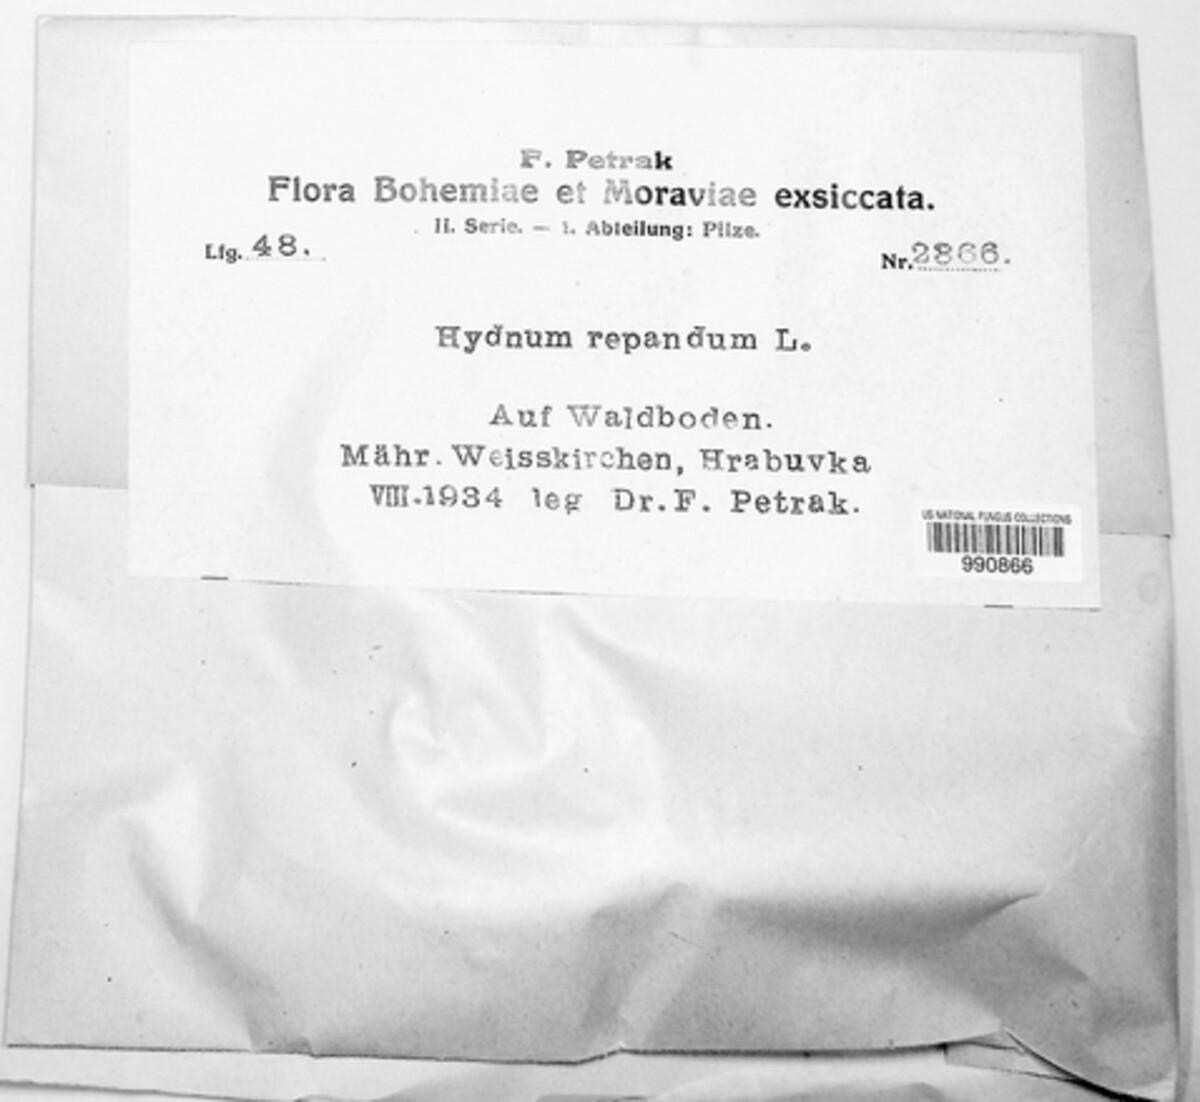 F. Petrak
Flora Bohemiae et Moraviae exsiccata.
II. Serie. — 1. Abteilung: Pilze.
Lfg. 48.
Nr. 2866.
Hydnum repandum L.
Auf Waldboden.
Mähr. Weisskirchen, Hrabuvka
VIII.1934 leg Dr. F. Petrak.
US NATIONAL FUNGUS COLLECTIONS
990866